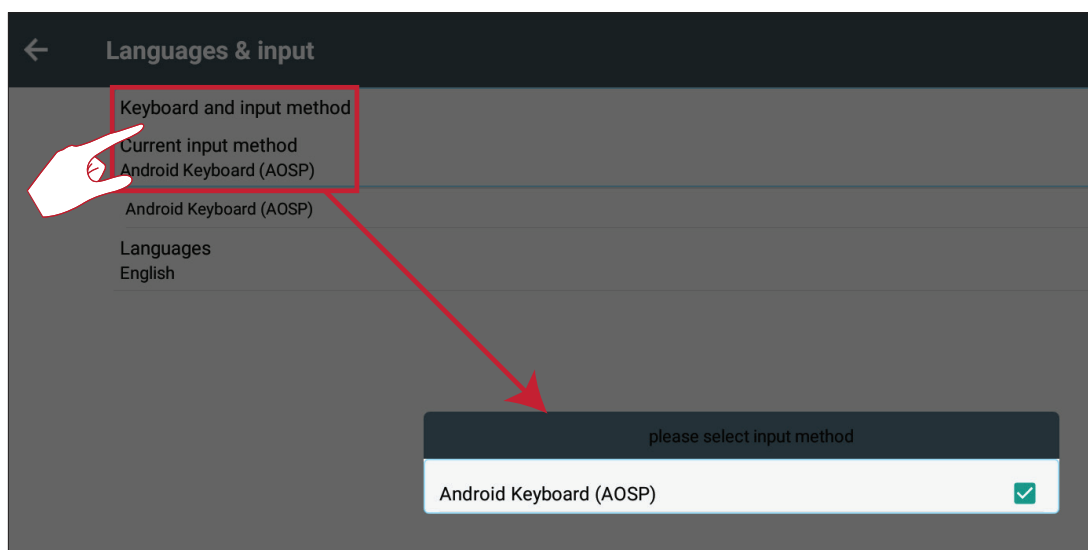 Languages & input
Keyboard and input method
Current input method
Android Keyboard (AOSP)
Android Keyboard (AOSP)
Languages
English
please select input method
Android Keyboard (AOSP)